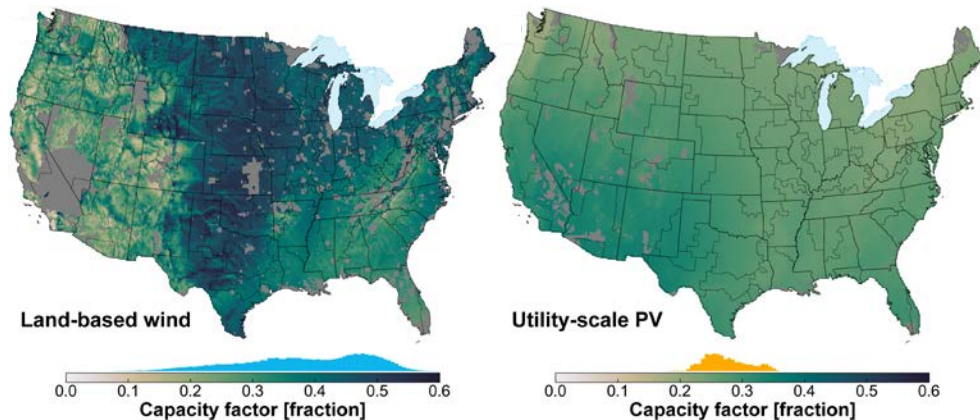 Land-based wind
0.0 0.1 0.2 0.3 0.4 0.5 0.6
Capacity factor [fraction]
Utility-scale PV
0.0 0.1 0.2 0.3 0.4 0.5 0.6
Capacity factor [fraction]